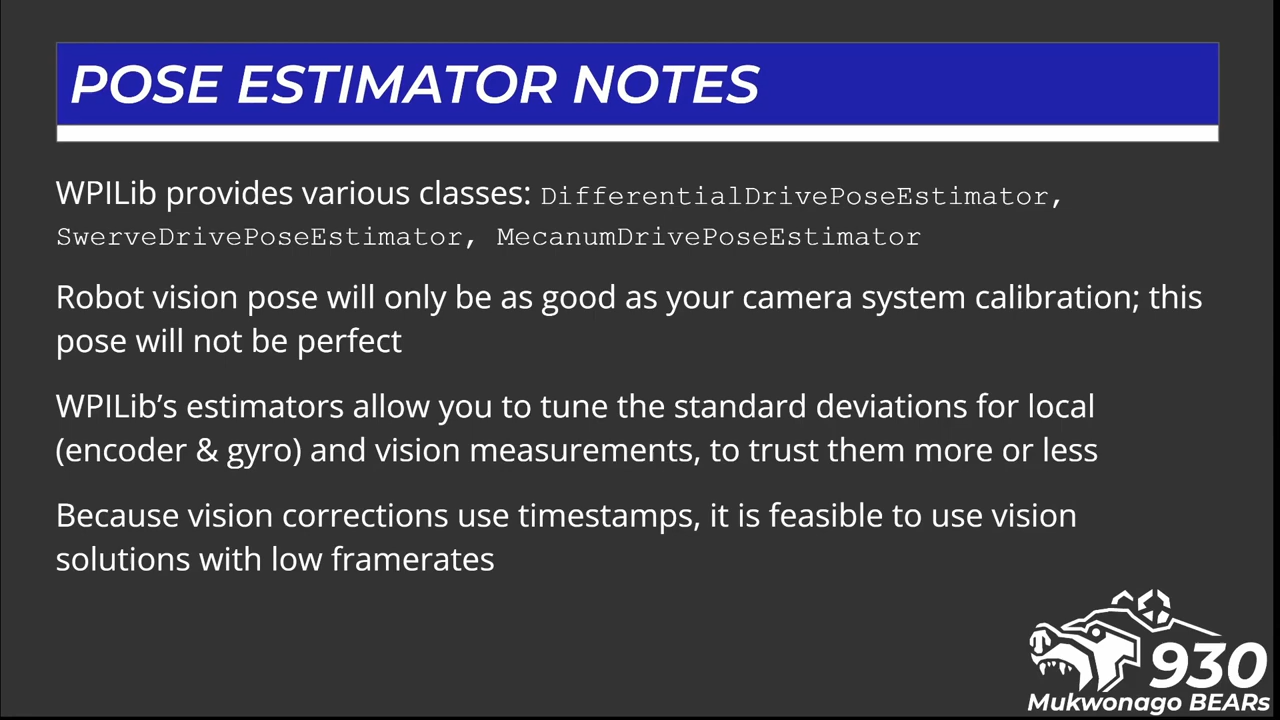 POSE ESTIMATOR NOTES
WPILib provides various classes: DifferentialDrivePoseEstimator,
SwerveDrivePoseEstimator, MecanumDrivePoseEstimator
Robot vision pose will only be as good as your camera system calibration; this
pose will not be perfect
WPILib’s estimators allow you to tune the standard deviations for local
(encoder & gyro) and vision measurements, to trust them more or less
Because vision corrections use timestamps, it is feasible to use vision
solutions with low framerates
930
Mukwonago BEARs